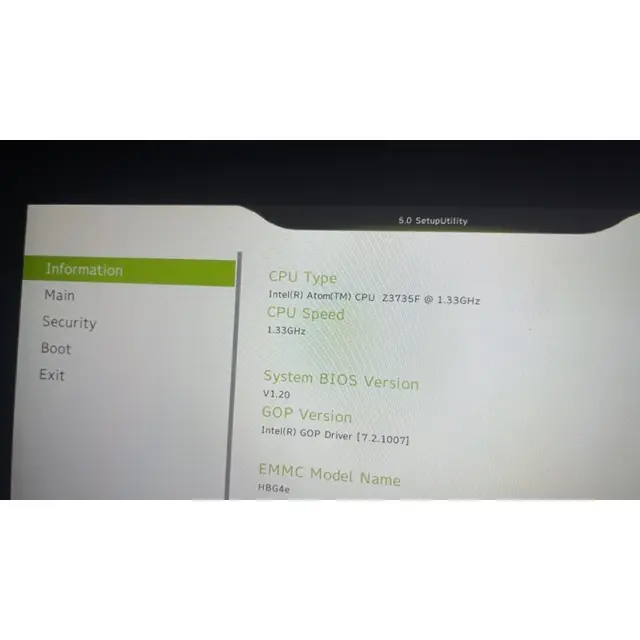 5.0 SetupUtility
Information
Main
Security
Boot
Exit
CPU Type
Intel(R) Atom(TM) CPU Z3735F @ 1.33GHz
CPU Speed
1.33GHz
System BIOS Version
V1.20
GOP Version
Intel(R) GOP Driver [7.2.1007]
EMMC Model Name
HBG4e